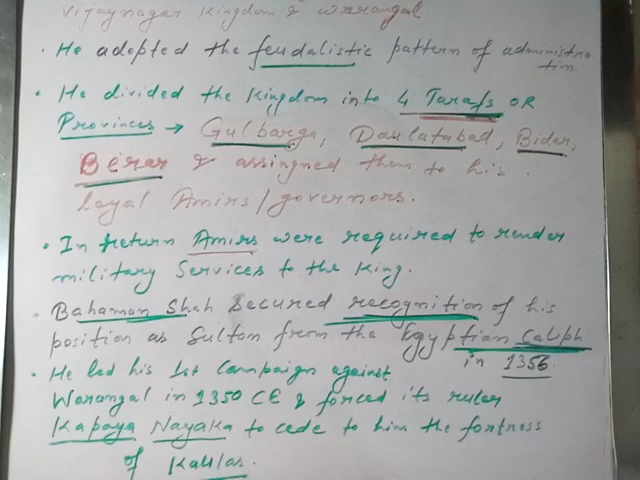 Vijaynagar Kingdom & Warangal
• He adopted the feudalistic pattern of administra
tion.
• He divided the Kingdom into 4 Tarafs OR
Provinces → Gulbarga, Daulatabad, Bidar,
Berar & assingned them to his
loyal Amirs/governors.
• In return Amirs were required to render
military Services to the King.
• Bahaman Shah Secured recognition of his
position as Sultan from the Egyptian Caliph
in 1356.
• He led his 1st Campaign against
Warangal in 1350 CE & forced its ruler
Kapaya Nayaka to cede to him the fortress
of Kaulas.